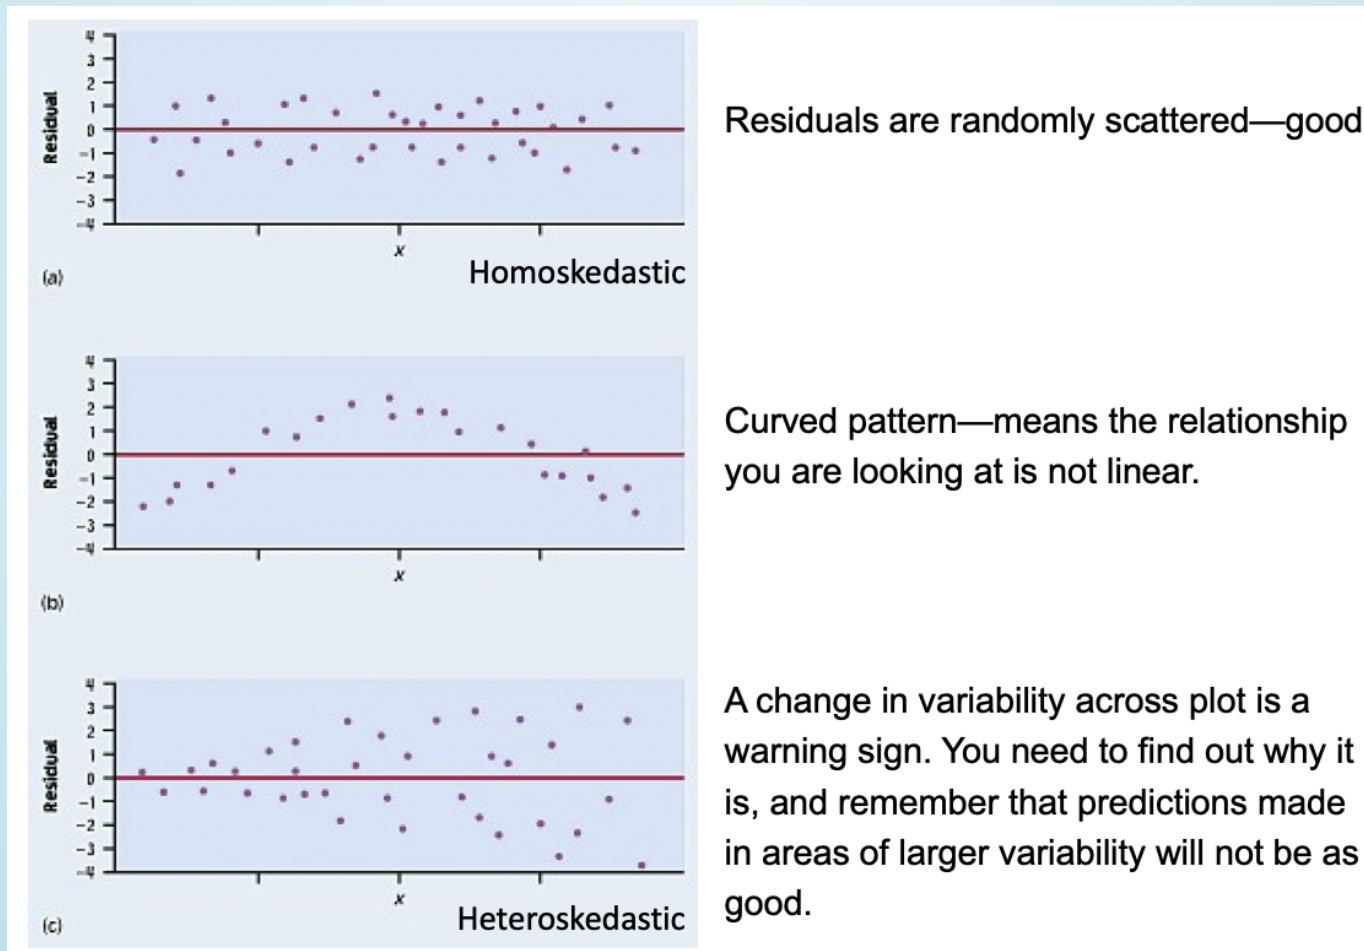 4
3
2
1
0
-1
-2
-3
-4
Residual
x
(a)
Homoskedastic
Residuals are randomly scattered—good
4
3
2
1
0
-1
-2
-3
-4
Residual
x
(b)
Curved pattern—means the relationship
you are looking at is not linear.
4
3
2
1
0
-1
-2
-3
-4
Residual
x
(c)
Heteroskedastic
A change in variability across plot is a
warning sign. You need to find out why it
is, and remember that predictions made
in areas of larger variability will not be as
good.